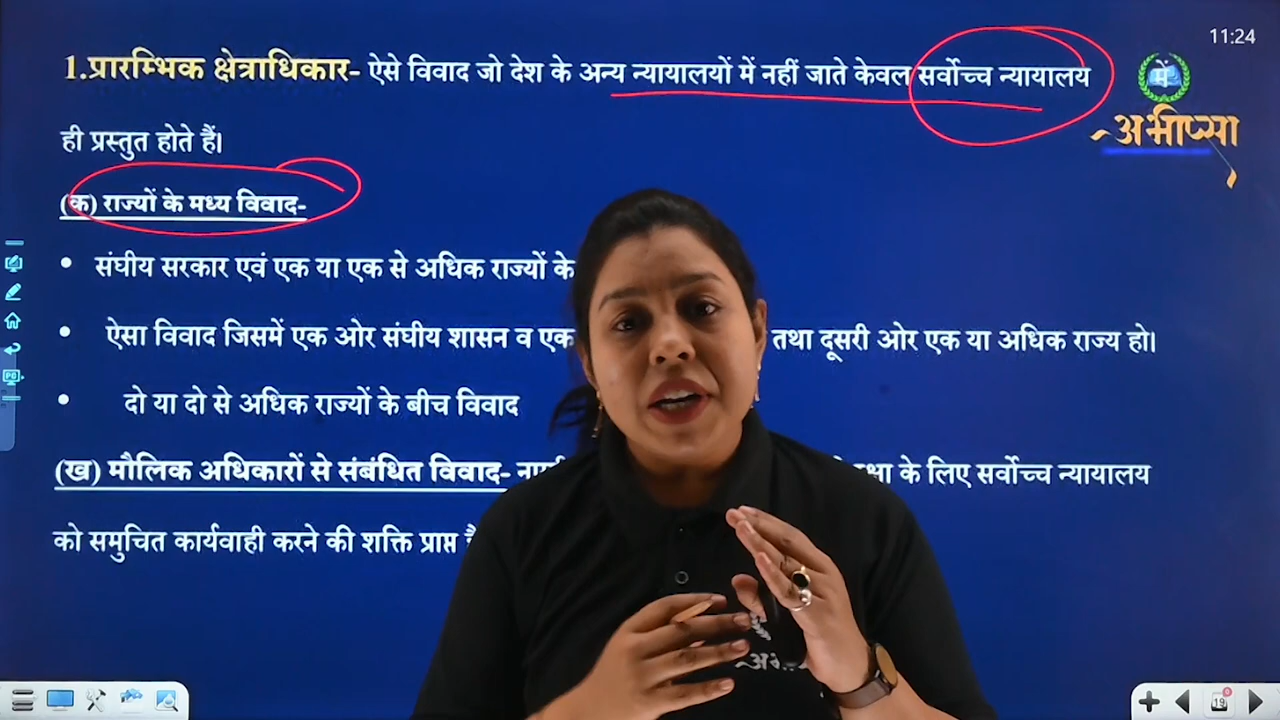 11:24
1.प्रारम्भिक क्षेत्राधिकार- ऐसे विवाद जो देश के अन्य न्यायालयों में नहीं जाते केवल सर्वोच्च न्यायालय
में
अभीप्सा
ही प्रस्तुत होते हैं।
(क) राज्यों के मध्य विवाद-
• संघीय सरकार एवं एक या एक से अधिक राज्यों के
• ऐसा विवाद जिसमें एक ओर संघीय शासन व एक तथा दूसरी ओर एक या अधिक राज्य हो।
• दो या दो से अधिक राज्यों के बीच विवाद
(ख) मौलिक अधिकारों से संबंधित विवाद- के लिए सर्वोच्च न्यायालय
को समुचित कार्यवाही करने की शक्ति प्राप्त
19